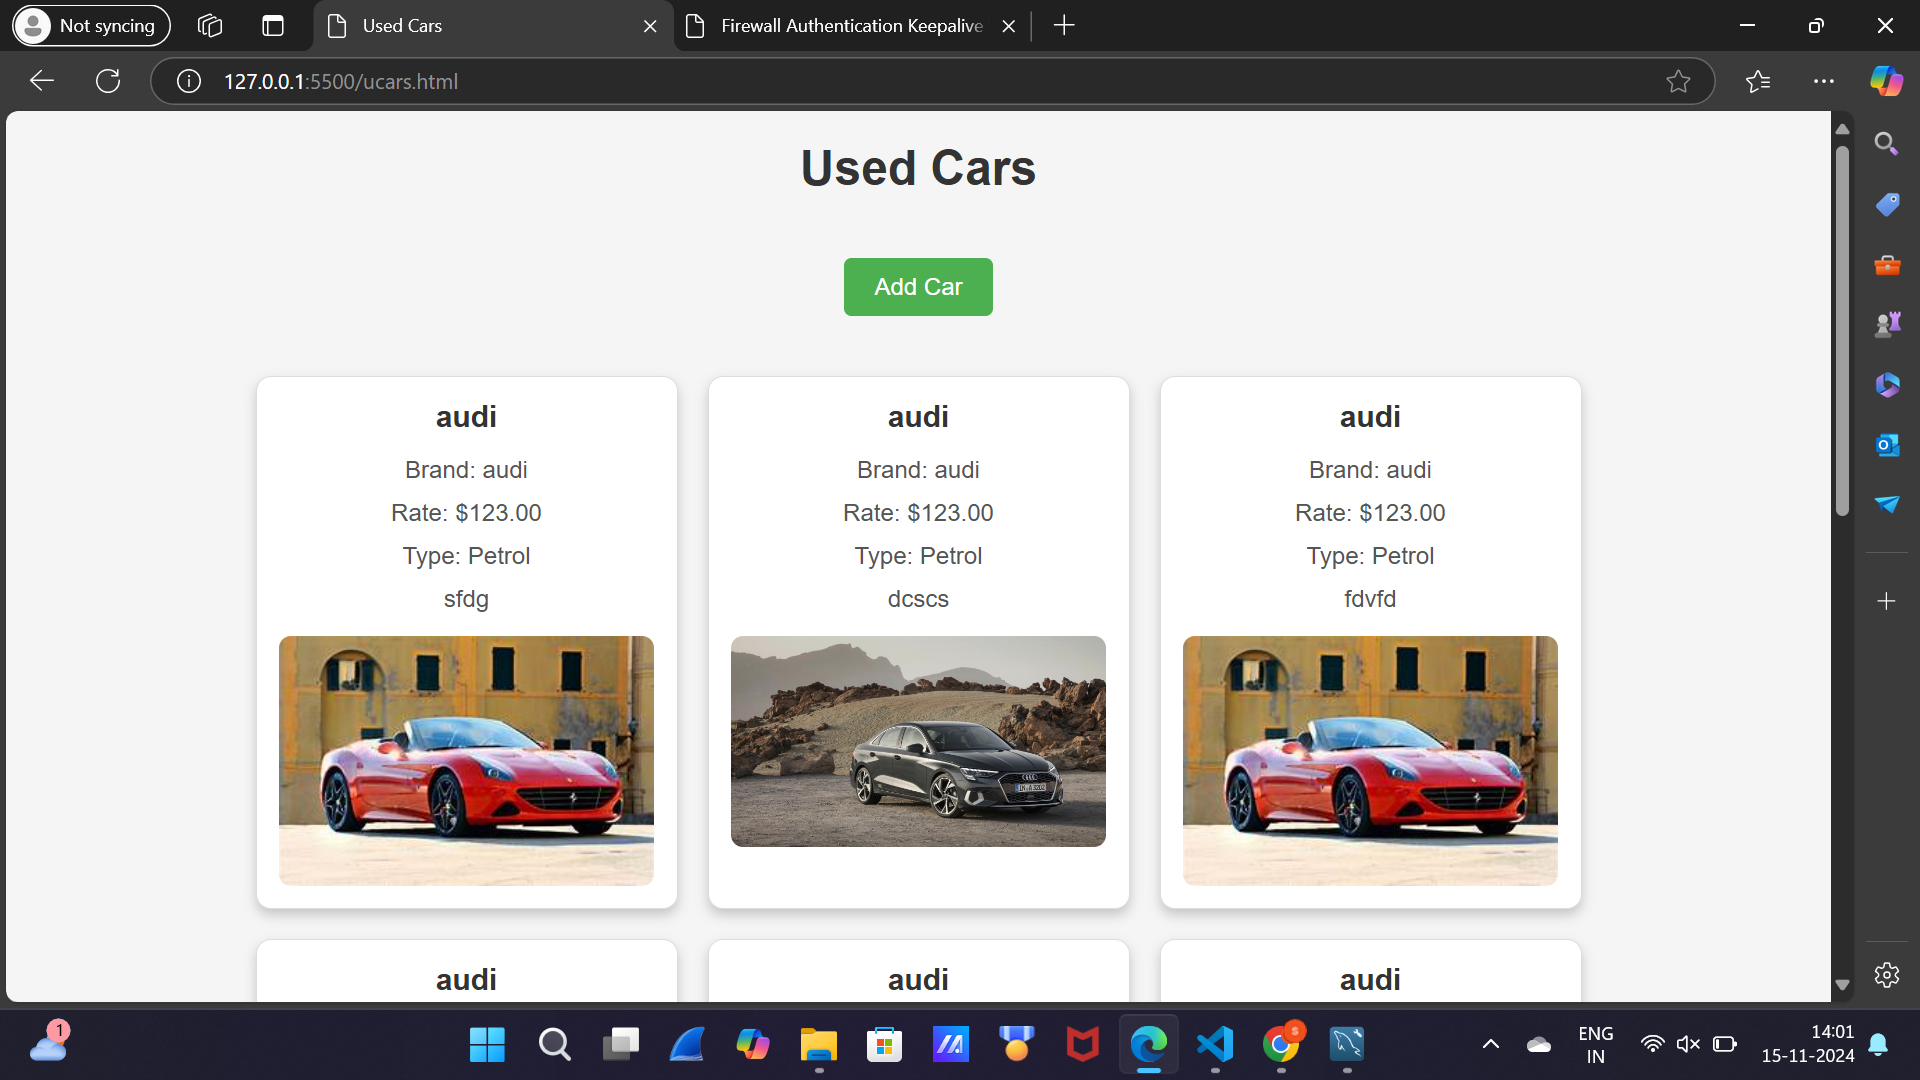 Not syncing
Used Cars
Firewall Authentication Keepalive
127.0.0.1:5500/ucars.html
Used Cars
Add Car
audi
Brand: audi
Rate: $123.00
Type: Petrol
sfdg
audi
Brand: audi
Rate: $123.00
Type: Petrol
dcscs
audi
Brand: audi
Rate: $123.00
Type: Petrol
fdvfd
audi
audi
audi
1
ENG
IN
14:01
15-11-2024